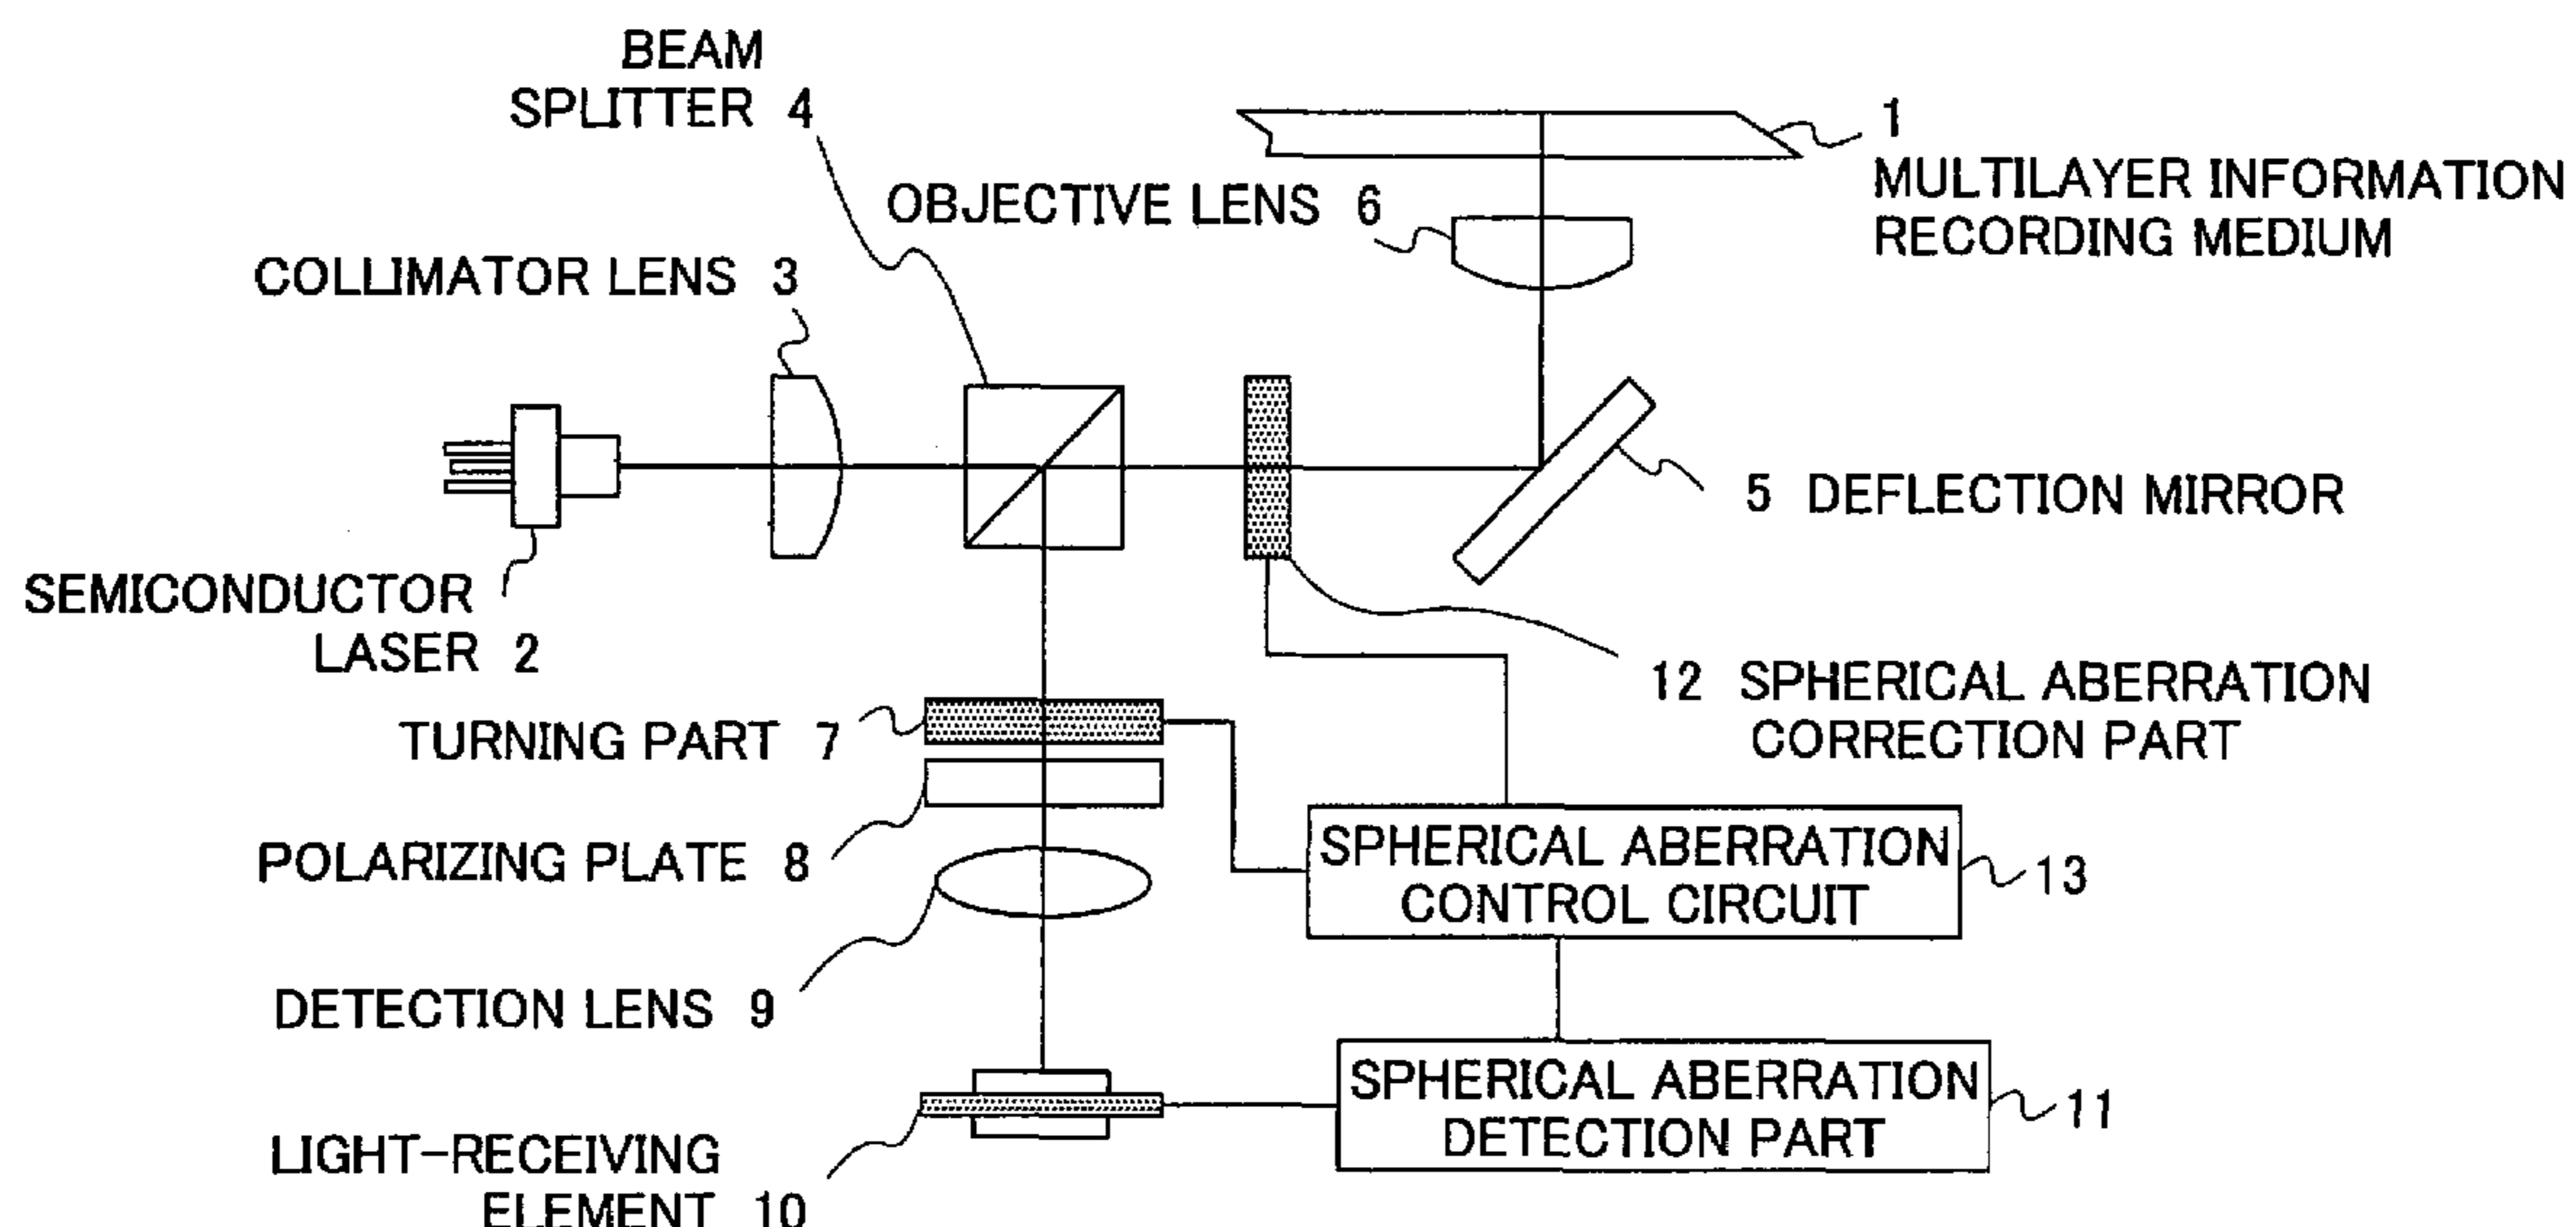 BEAM
SPLITTER 4
1
MULTILAYER INFORMATION
RECORDING MEDIUM
OBJECTIVE LENS 6
COLLIMATOR LENS 3
5 DEFLECTION MIRROR
SEMICONDUCTOR
LASER 2
12 SPHERICAL ABERRATION
CORRECTION PART
TURNING PART 7
POLARIZING PLATE 8
SPHERICAL ABERRATION
CONTROL CIRCUIT
13
DETECTION LENS 9
SPHERICAL ABERRATION
DETECTION PART
11
LIGHT-RECEIVING
ELEMENT 10